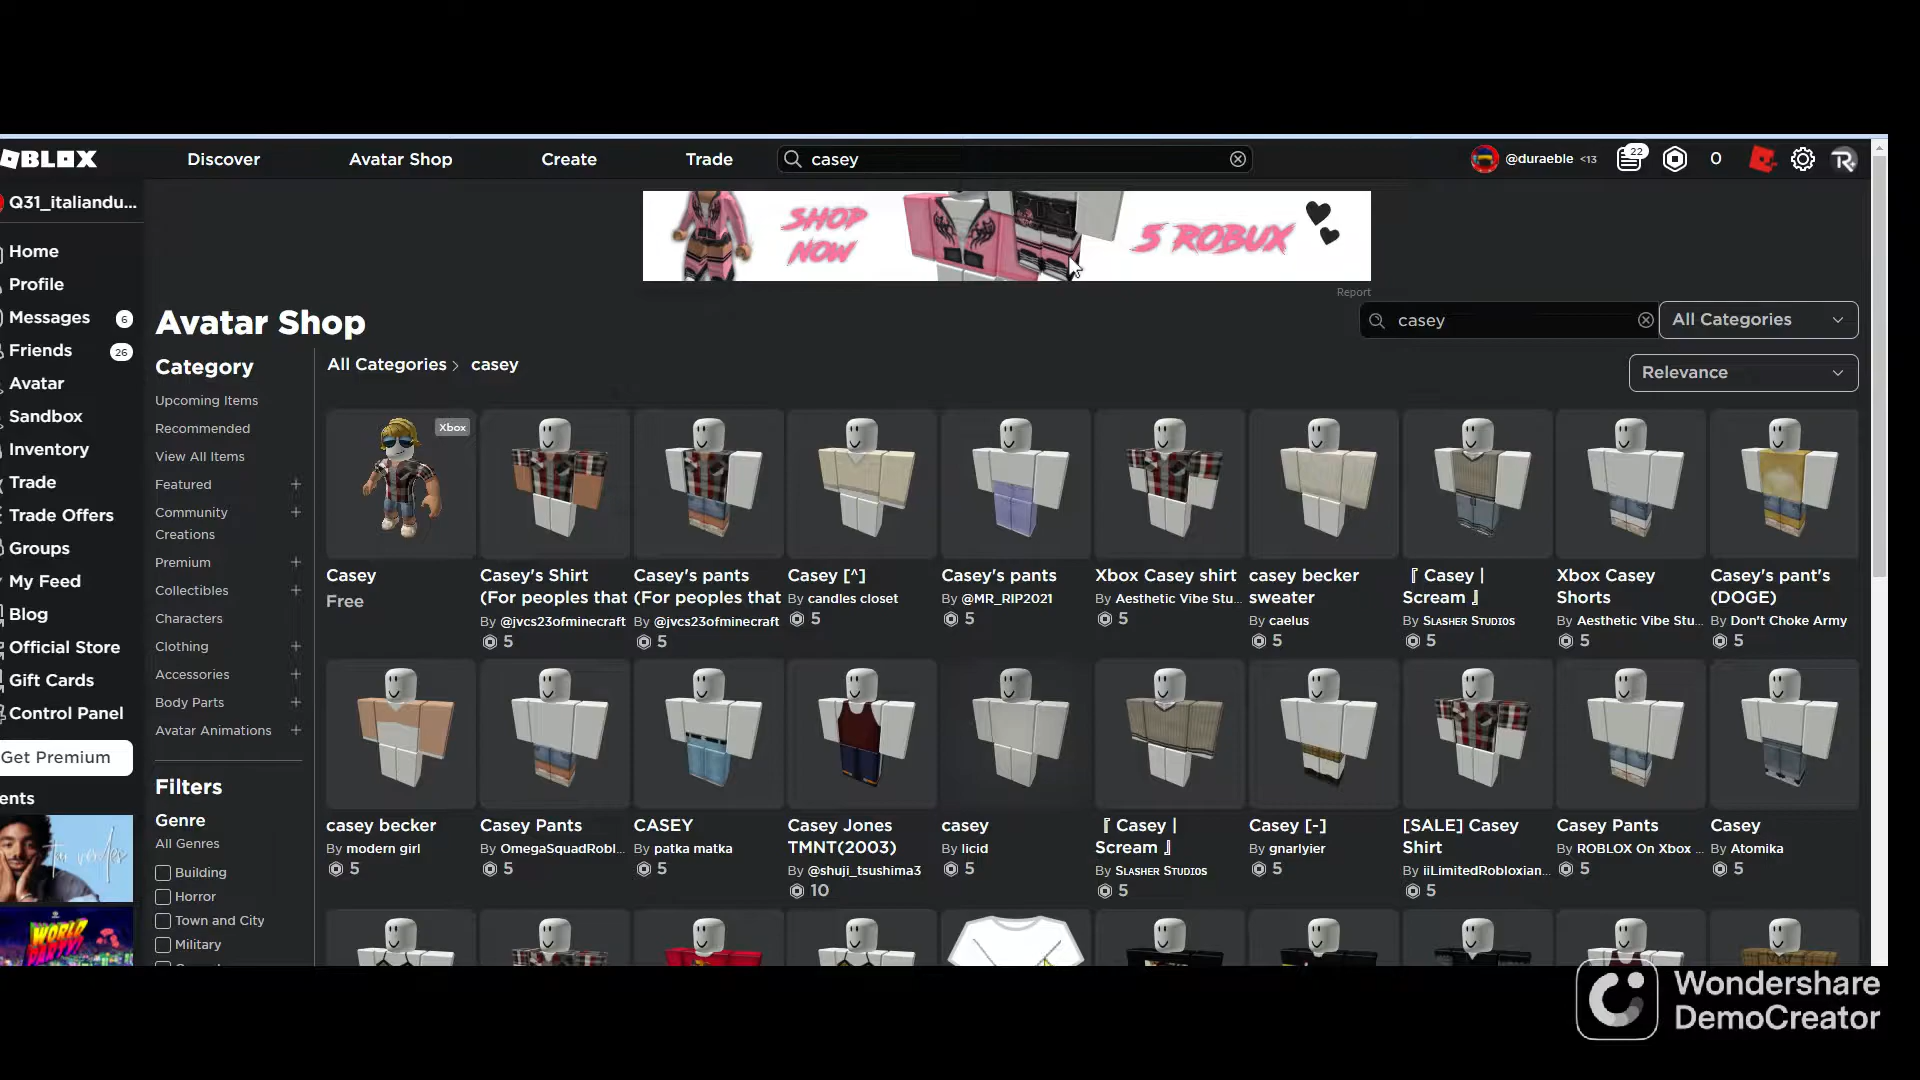 BLOX
Discover
Avatar Shop
Create
Trade
casey
@duraeble <13
22
0
Q31_italiandu...
Home
Profile
Messages
6
Friends
26
Avatar
Sandbox
Inventory
Trade
Trade Offers
Groups
My Feed
Blog
Official Store
Gift Cards
Control Panel
Get Premium
ents
WORLD
PARTY!
SHOP
NOW
5 ROBUX
Report
Avatar Shop
casey
All Categories
Relevance
All Categories > casey
Category
Upcoming Items
Recommended
View All Items
Featured +
Community +
Creations
Premium +
Collectibles +
Characters
Clothing +
Accessories +
Body Parts +
Avatar Animations +
Filters
Genre
All Genres
Building
Horror
Town and City
Military
Xbox
Casey
Free
Casey's Shirt
(For peoples that
By @jvcs23ofminecraft
5
Casey's pants
(For peoples that
By @jvcs23ofminecraft
5
Casey [^]
By candles closet
5
Casey's pants
By @MR_RIP2021
5
Xbox Casey shirt
By Aesthetic Vibe Stu...
5
casey becker
sweater
By caelus
5
『 Casey |
Scream 』
By Slasher Studios
5
Xbox Casey
Shorts
By Aesthetic Vibe Stu...
5
Casey's pant's
(DOGE)
By Don't Choke Army
5
casey becker
By modern girl
5
Casey Pants
By OmegaSquadRobl...
5
CASEY
By patka matka
5
Casey Jones
TMNT(2003)
By @shuji_tsushima3
10
casey
By licid
5
『 Casey |
Scream 』
By Slasher Studios
5
Casey [-]
By gnarlyier
5
[SALE] Casey
Shirt
By iiLimitedRobloxian...
5
Casey Pants
By ROBLOX On Xbox ...
5
Casey
By Atomika
5
Wondershare
DemoCreator